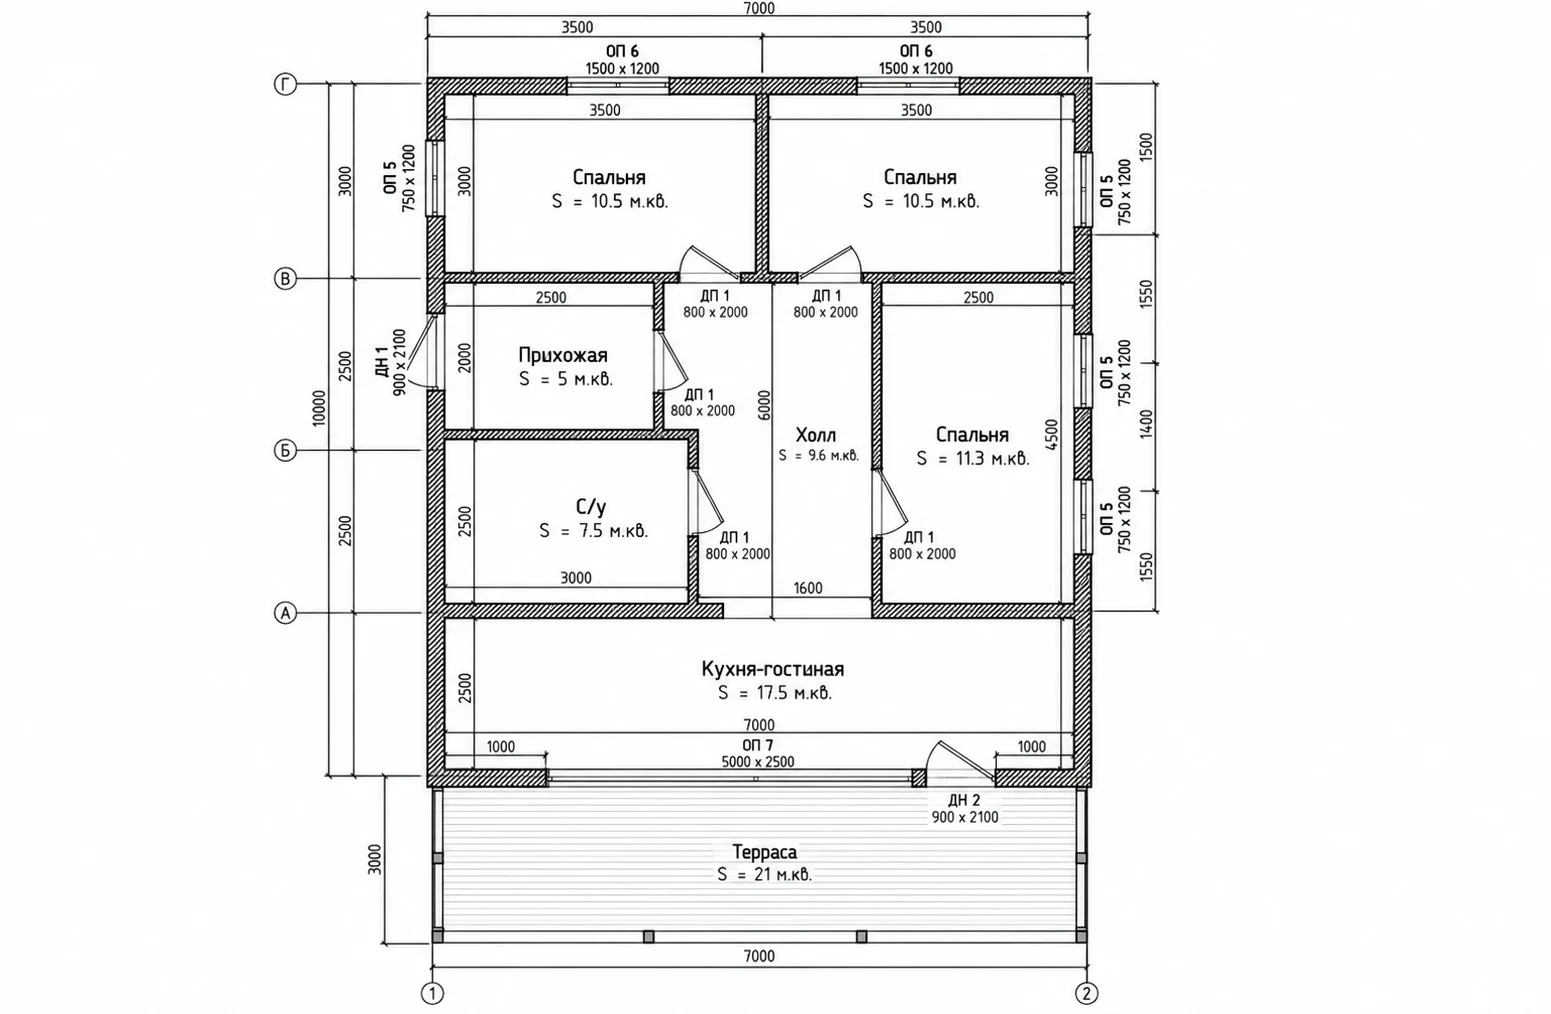 7000
3500
3500
ОП 6
1500 x 1200
ОП 6
1500 x 1200
Г
3500
3500
ОП 5
750 x 1200
3000
3000
Спальня
S = 10.5 м.кв.
Спальня
S = 10.5 м.кв.
3000
ОП 5
750 x 1200
1500
В
ДП 1
800 x 2000
ДП 1
800 x 2000
2500
2500
1550
10000
2500
ДН 1
900 x 2100
2000
Прихожая
S = 5 м.кв.
ДП 1
800 x 2000
6000
Холл
S = 9.6 м.кв.
Спальня
S = 11.3 м.кв.
4500
ОП 5
750 x 1200
1400
Б
2500
2500
С/у
S = 7.5 м.кв.
3000
ДП 1
800 x 2000
ДП 1
800 x 2000
1600
ОП 5
750 x 1200
1550
А
2500
Кухня-гостиная
S = 17.5 м.кв.
7000
1000
ОП 7
5000 x 2500
1000
ДН 2
900 x 2100
3000
Терраса
S = 21 м.кв.
7000
1
2